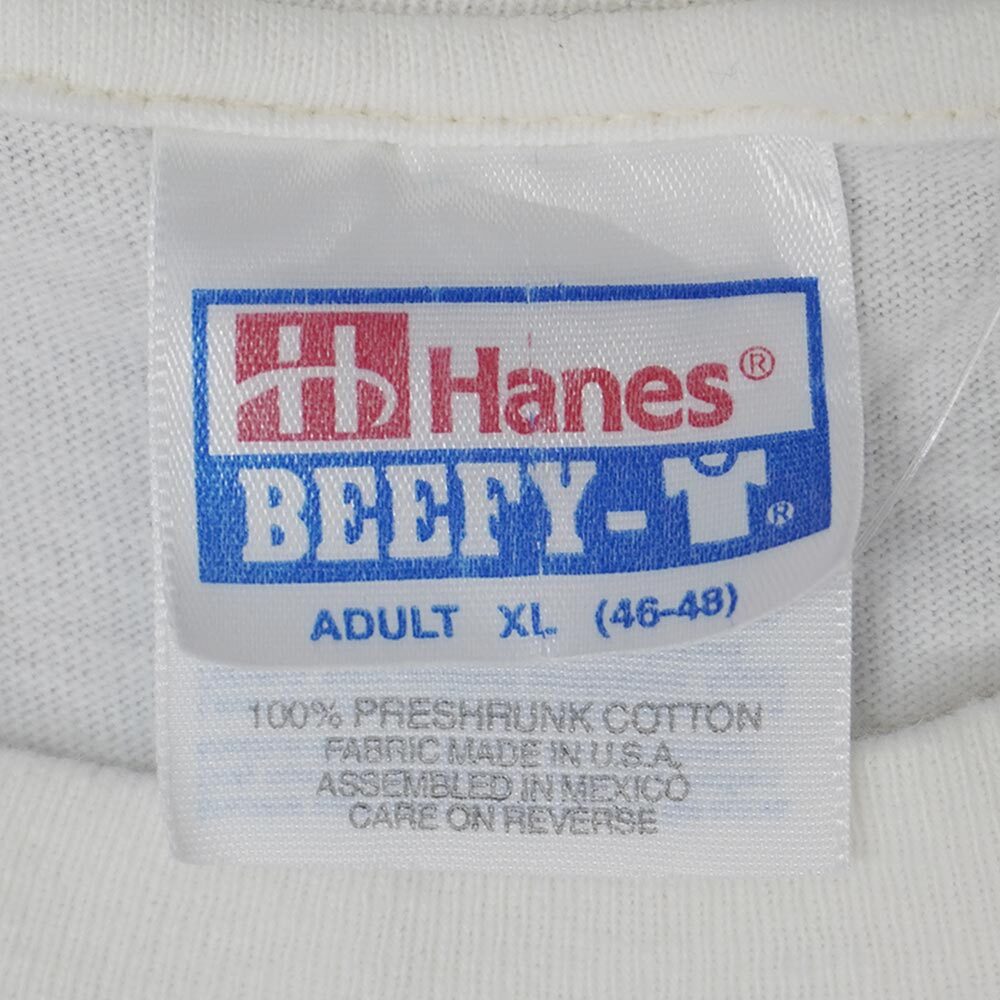 Hanes®
BEEFY-T®
ADULT XL (46-48)
100% PRESHRUNK COTTON
FABRIC MADE IN U.S.A.
ASSEMBLED IN MEXICO
CARE ON REVERSE